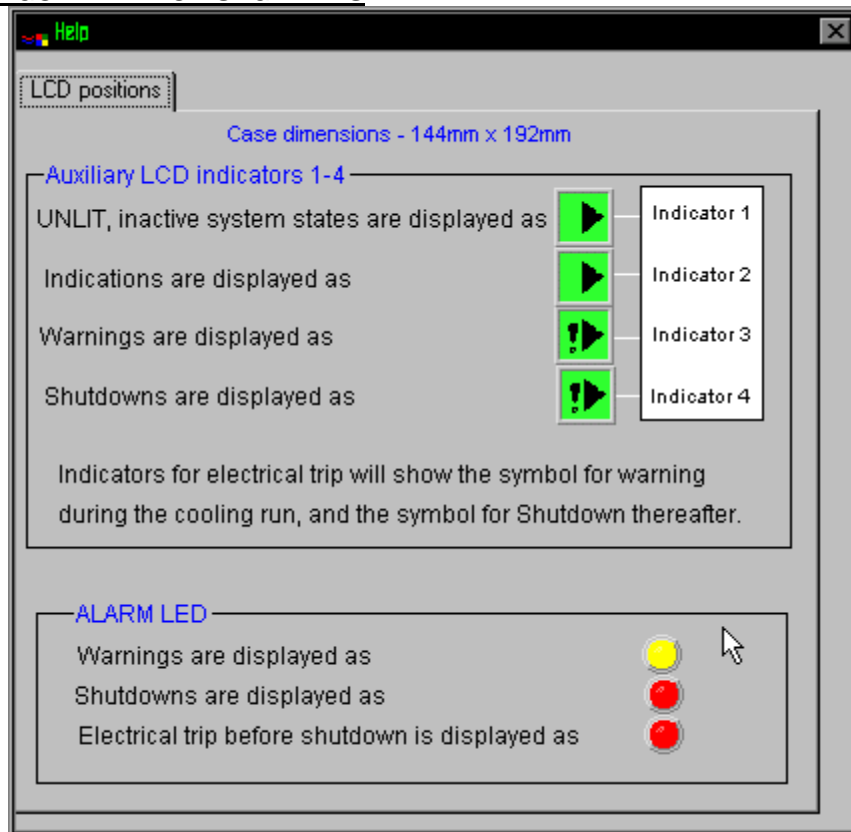 Help
LCD positions
Case dimensions - 144mm x 192mm
Auxiliary LCD indicators 1-4
UNLIT, inactive system states are displayed as
Indicator 1
Indications are displayed as
Indicator 2
Warnings are displayed as
Indicator 3
Shutdowns are displayed as
Indicator 4
Indicators for electrical trip will show the symbol for warning
during the cooling run, and the symbol for Shutdown thereafter.
ALARM LED
Warnings are displayed as
Shutdowns are displayed as
Electrical trip before shutdown is displayed as